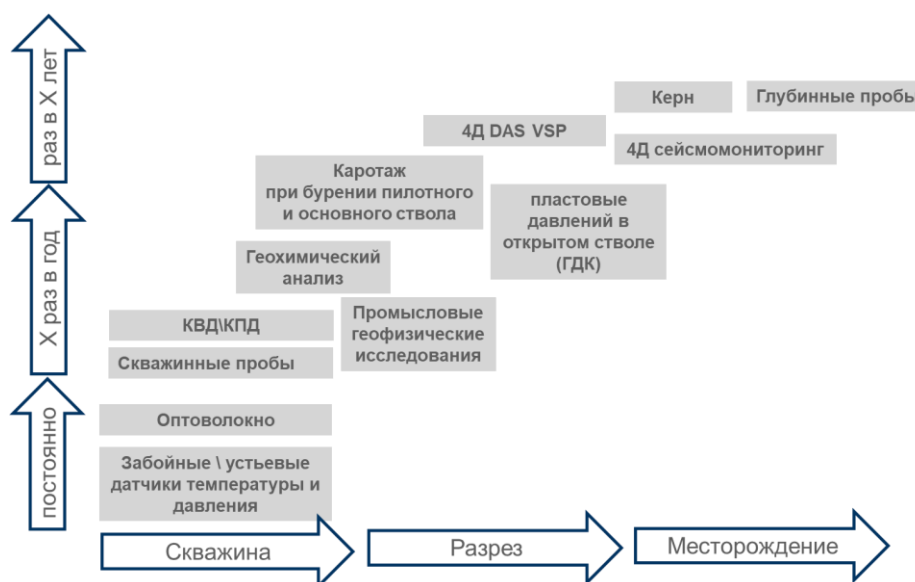 раз в X лет
Керн
Глубинные пробы
4Д DAS VSP
4Д сейсмомониторинг
Каротаж
при бурении пилотного
и основного ствола
пластовые
давлений в
открытом стволе
(ГДК)
X раз в год
Геохимический
анализ
КВД\КПД
Промысловые
геофизические
исследования
Скважинные пробы
постоянно
Оптоволокно
Забойные \ устьевые
датчики температуры и
давления
Скважина
Разрез
Месторождение